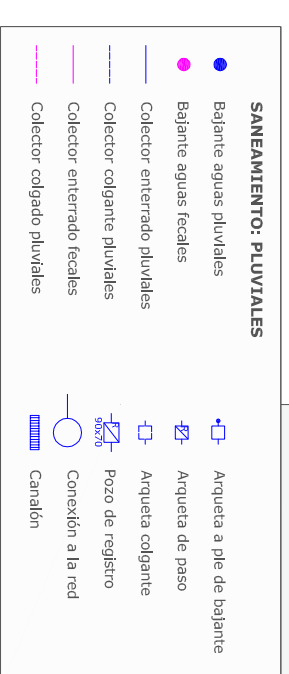 SANEAMIENTO: PLUVIALES
Bajante aguas pluviales
Bajante aguas fecales
Colector enterrado pluviales
Colector colgante pluviales
Colector enterrado fecales
Colector colgado pluviales
Arqueta a pie de bajante
Arqueta de paso
Arqueta colgante
90x70
Pozo de registro
Conexión a la red
Canalón